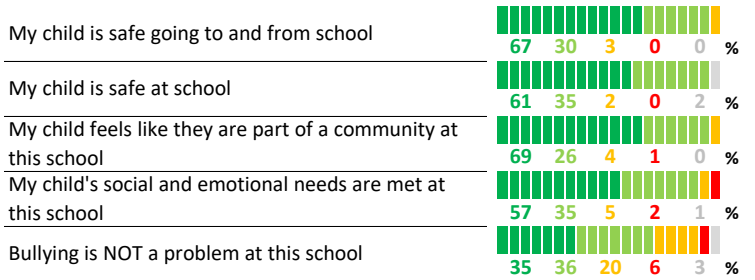 My child is safe going to and from school
67 30 3 0 0 %
My child is safe at school
61 35 2 0 2 %
My child feels like they are part of a community at
this school
69 26 4 1 0 %
My child's social and emotional needs are met at
this school
57 35 5 2 1 %
Bullying is NOT a problem at this school
35 36 20 6 3 %